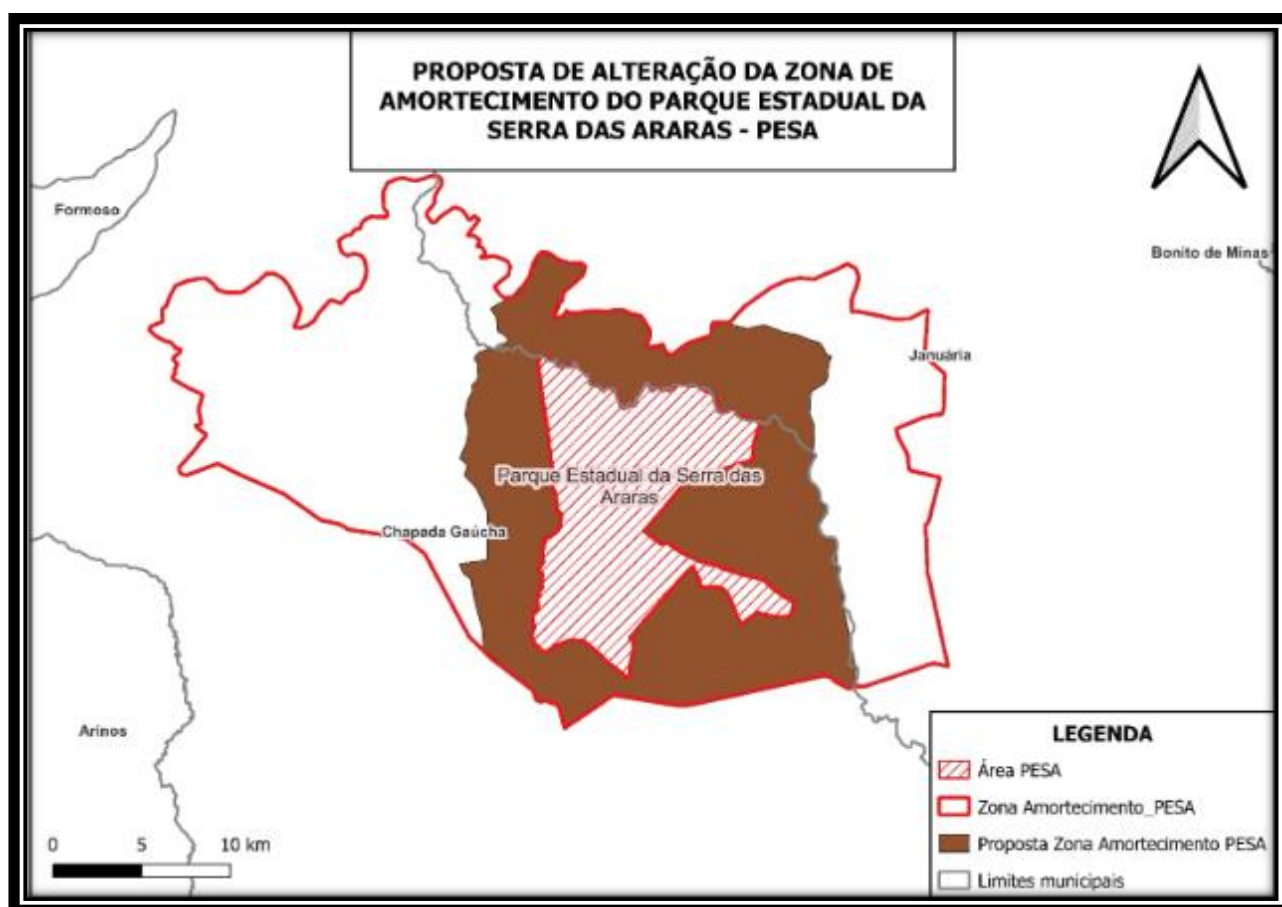 PROPOSTA DE ALTERAÇÃO DA ZONA DE
AMORTECIMENTO DO PARQUE ESTADUAL DA
SERRA DAS ARARAS - PESA
Formoso
Bonito de Minas
Januária
Parque Estadual da Serra das
Araras
Chapada Gaúcha
Arinos
LEGENDA
Área PESA
Zona Amortecimento_PESA
Proposta Zona Amortecimento PESA
Limites municipais
0 5 10 km